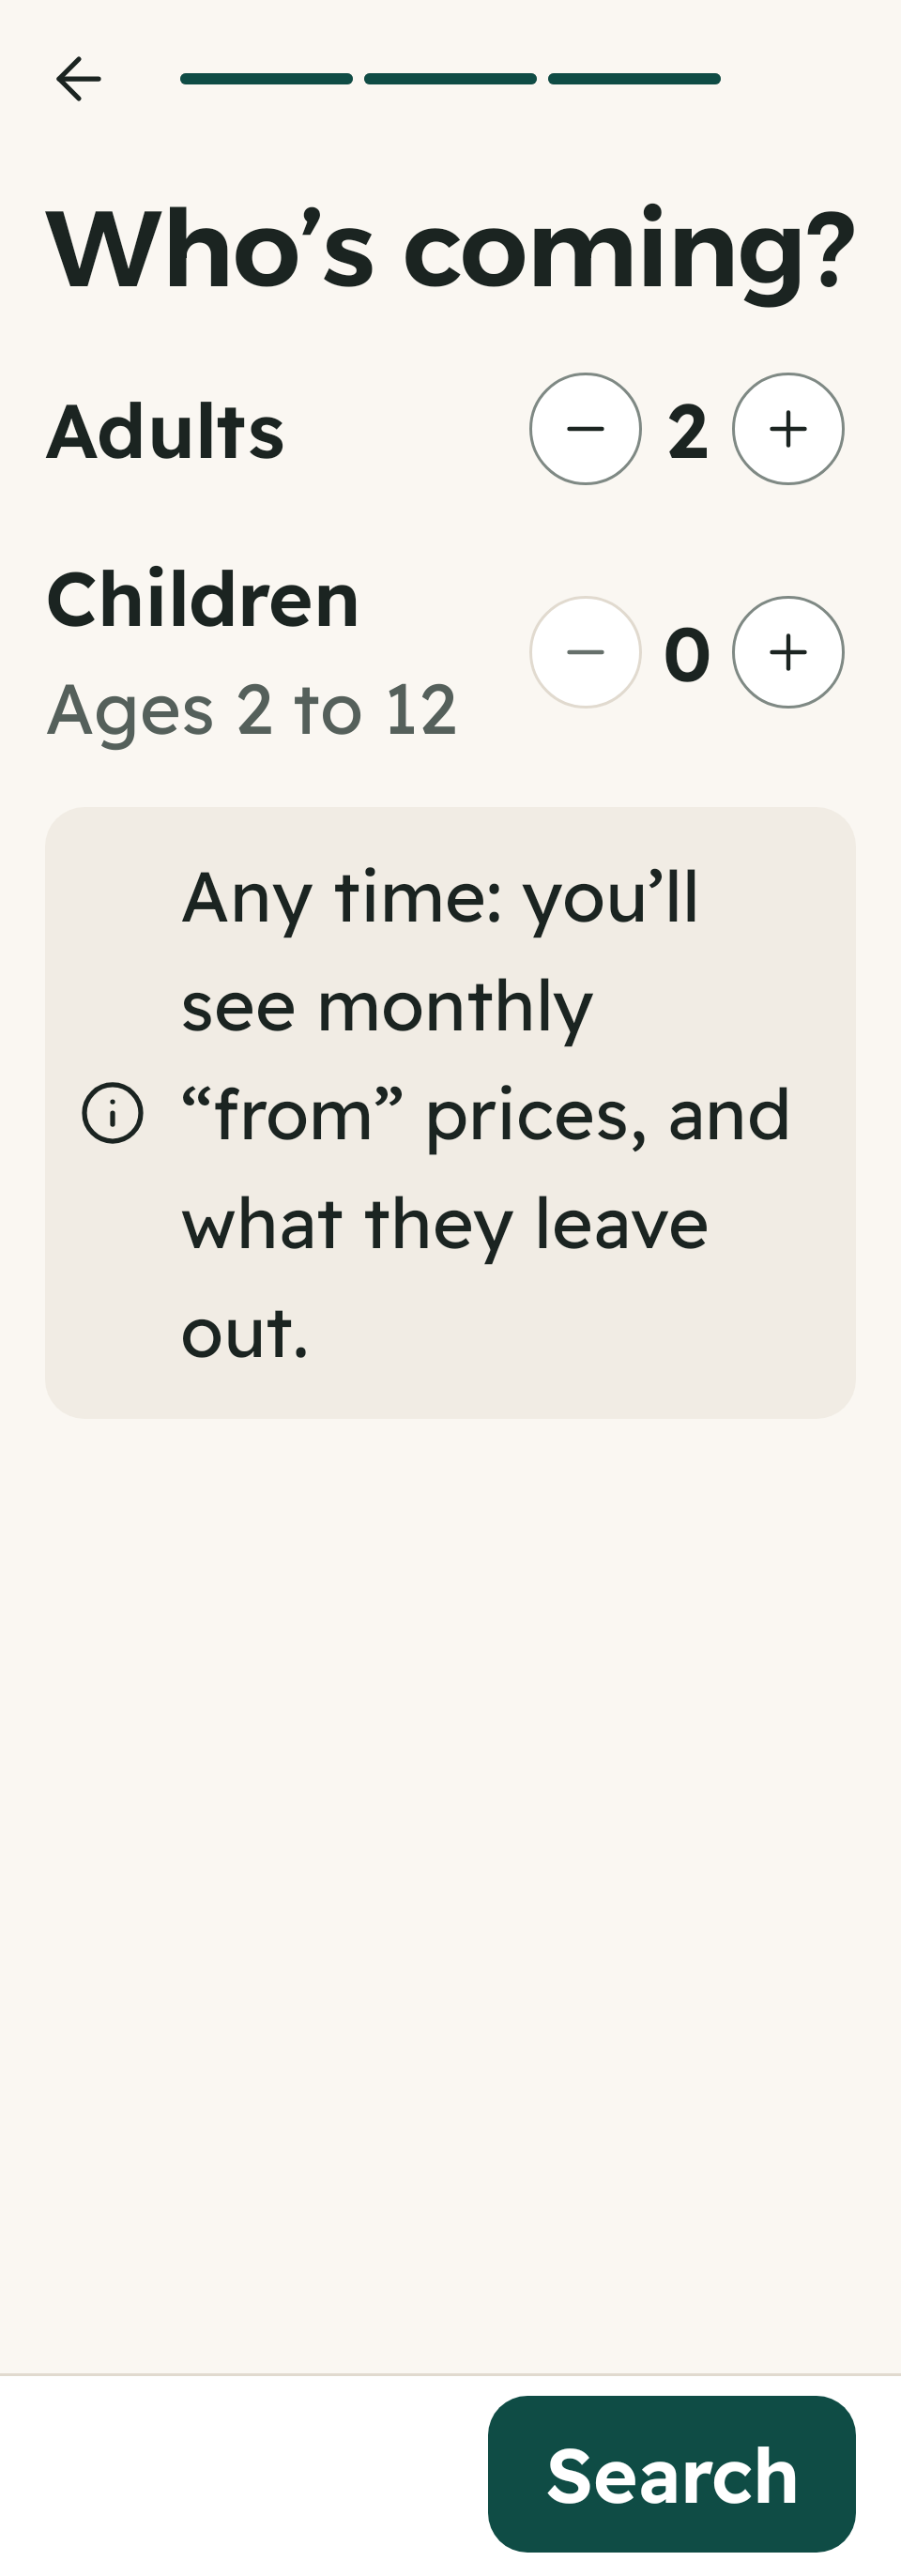 Who’s coming?
Adults
2
Children
Ages 2 to 12
0
Any time: you’ll
see monthly
“from” prices, and
what they leave
out.
Search